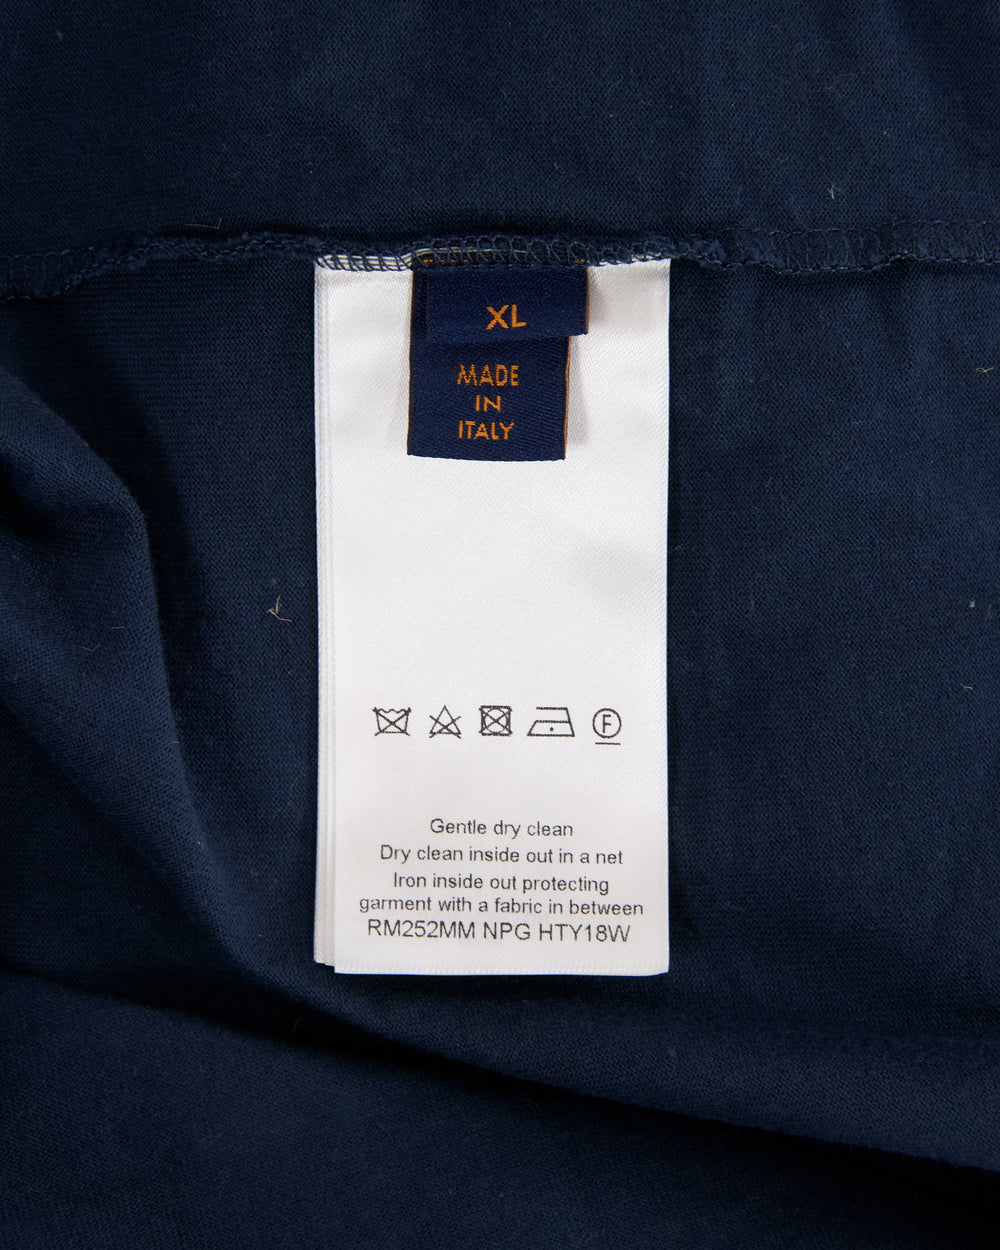 XL
MADE
IN
ITALY
F
Gentle dry clean
Dry clean inside out in a net
Iron inside out protecting
garment with a fabric in between
RM252MM NPG HTY18W